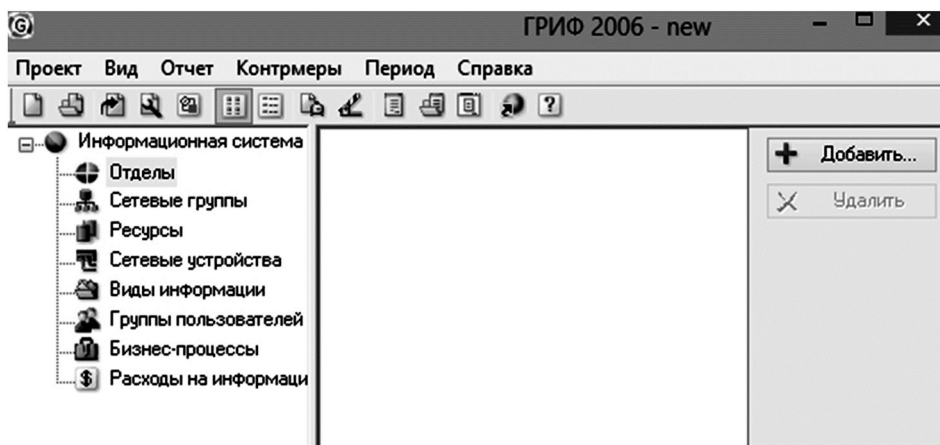 ГРИФ 2006 - new
Проект Вид Отчет Контрмеры Период Справка
Информационная система
Отделы
Сетевые группы
Ресурсы
Сетевые устройства
Виды информации
Группы пользователей
Бизнес-процессы
Расходы на информаци
Добавить...
Удалить